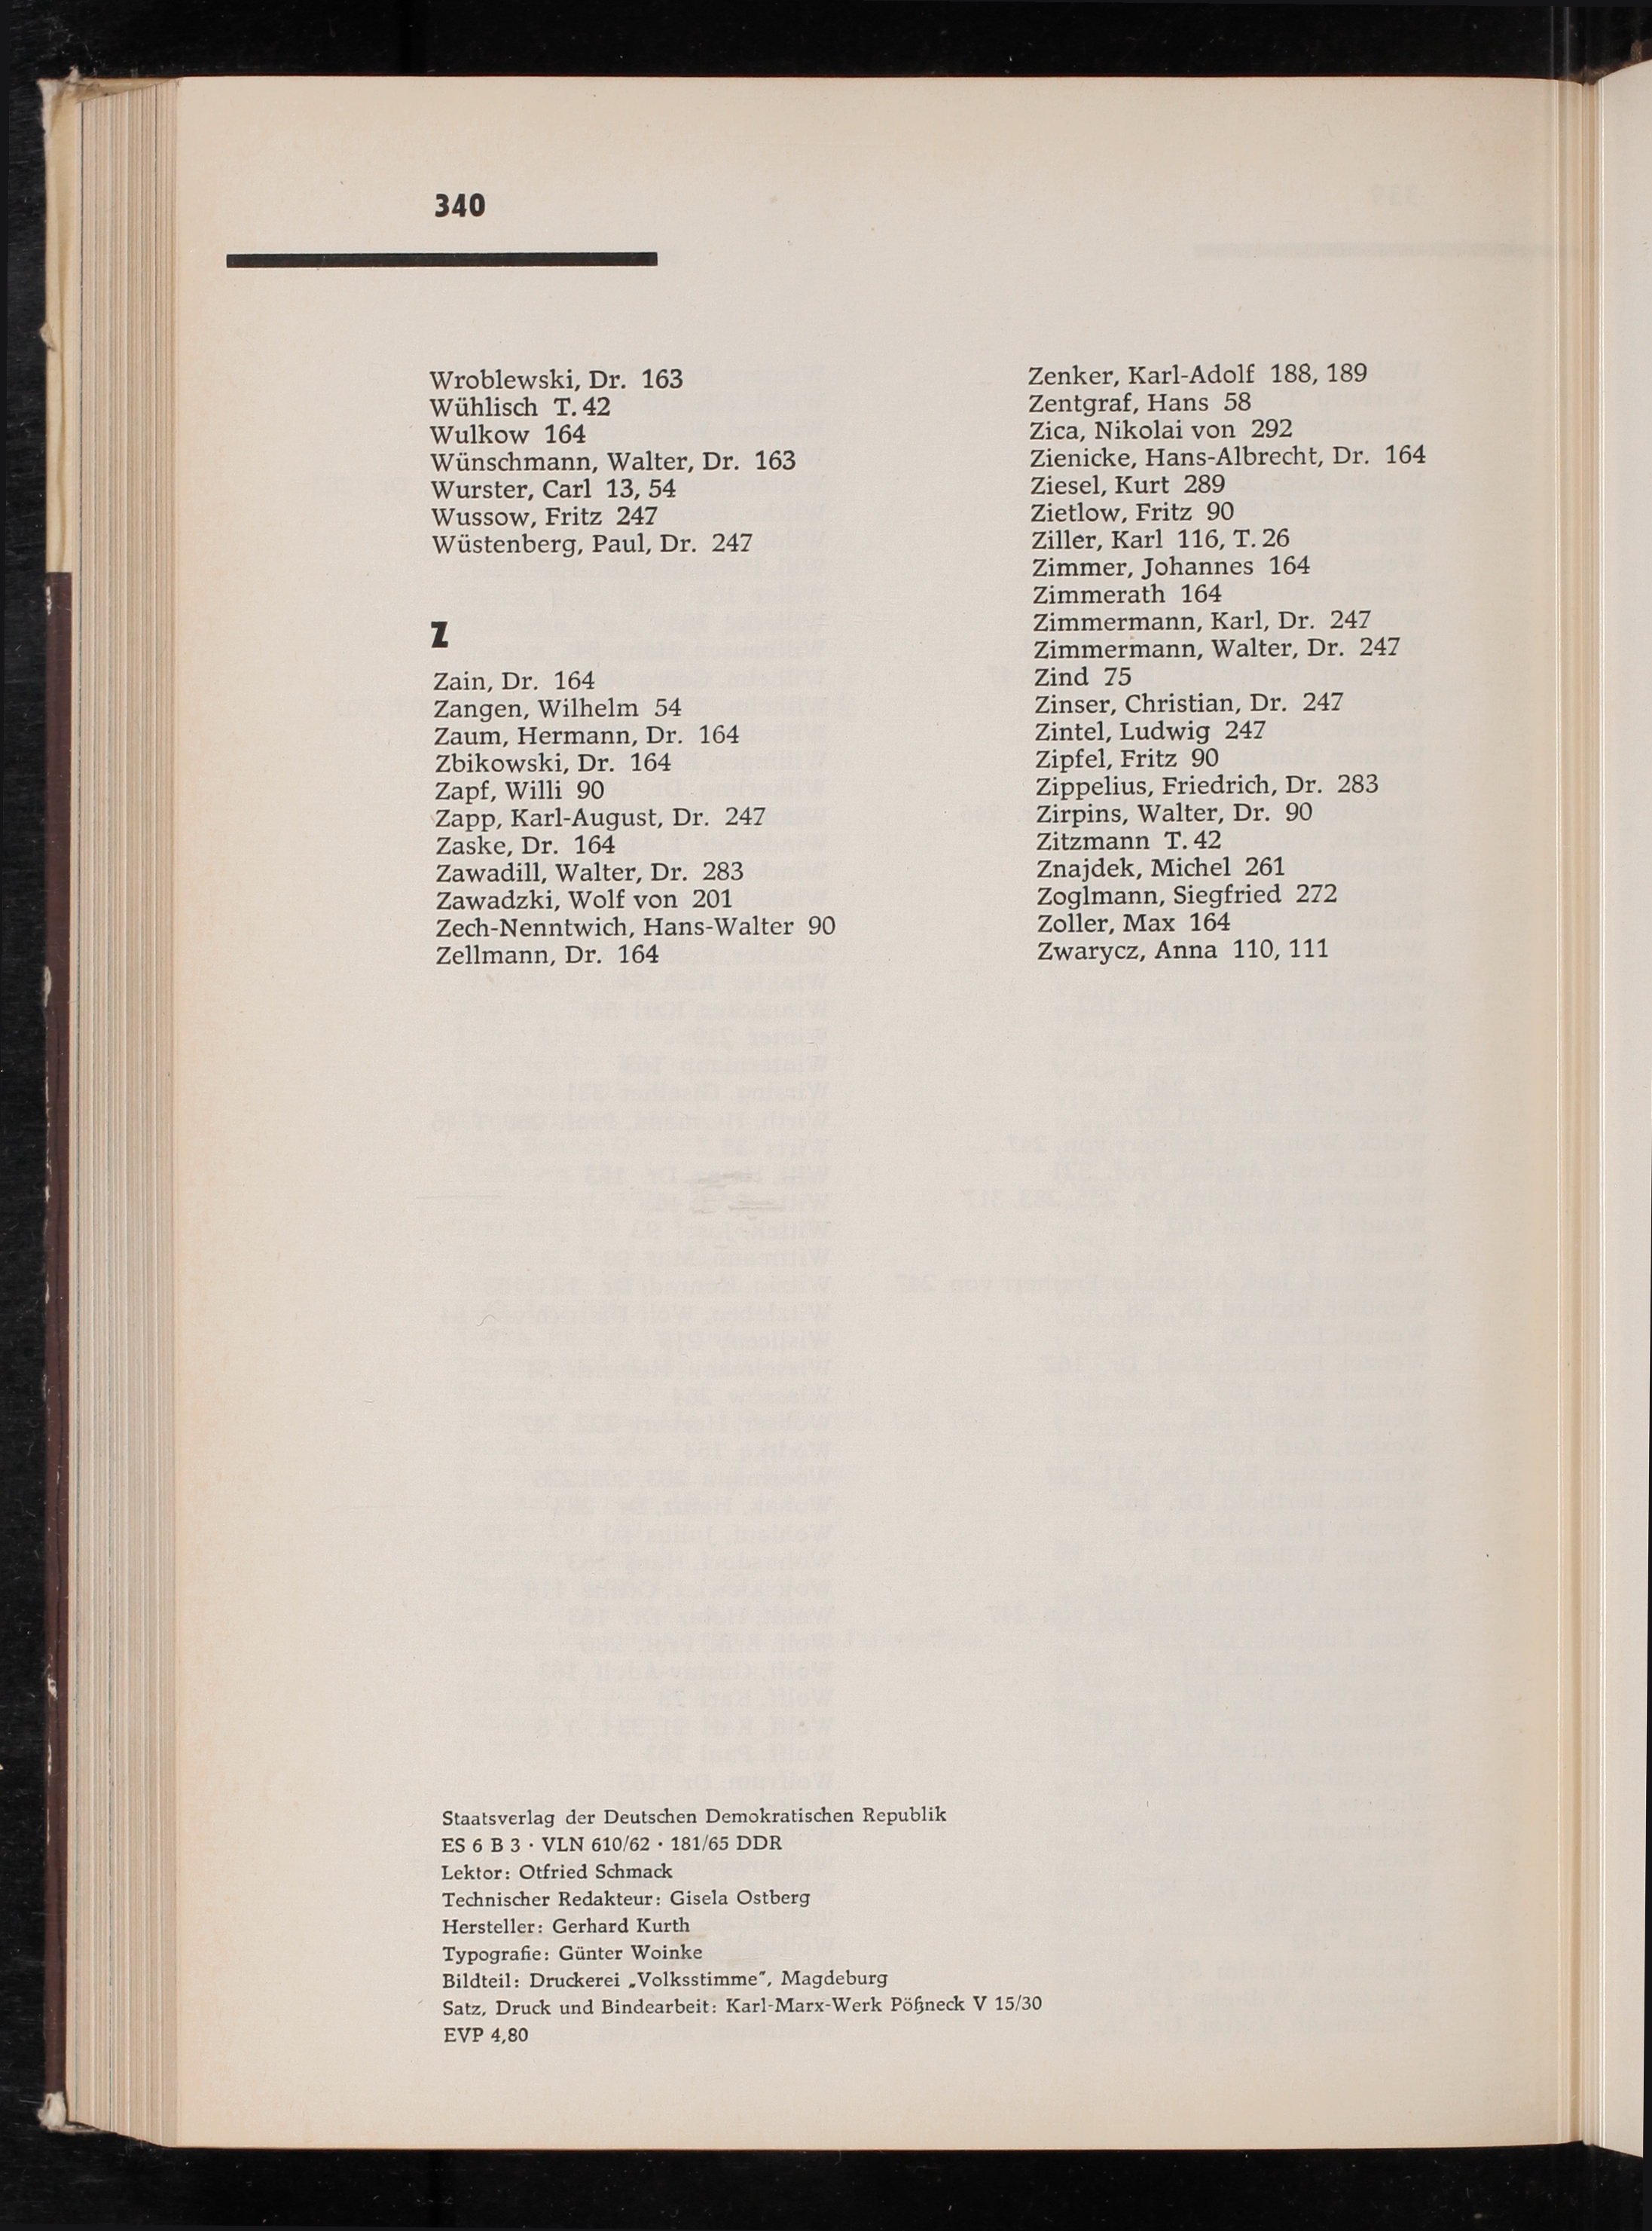 340
Wroblewski, Dr. 163
Wühlisch T. 42
Wulkow 164
Wünschmann, Walter, Dr. 163
Wurster, Carl 13, 54
Wussow, Fritz 247
Wüstenberg, Paul, Dr. 247
Z
Zain, Dr. 164
Zangen, Wilhelm 54
Zaum, Hermann, Dr. 164
Zbikowski, Dr. 164
Zapf, Willi 90
Zapp, Karl-August, Dr. 247
Zaske, Dr. 164
Zawadill, Walter, Dr. 283
Zawadzki, Wolf von 201
Zech-Nenntwich, Hans-Walter 90
Zellmann, Dr. 164
Zenker, Karl-Adolf 188, 189
Zentgraf, Hans 58
Zica, Nikolai von 292
Zienicke, Hans-Albrecht, Dr. 164
Ziesel, Kurt 289
Zietlow, Fritz 90
Ziller, Karl 116, T. 26
Zimmer, Johannes 164
Zimmerath 164
Zimmermann, Karl, Dr. 247
Zimmermann, Walter, Dr. 247
Zind 75
Zinser, Christian, Dr. 247
Zintel, Ludwig 247
Zipfel, Fritz 90
Zippelius, Friedrich, Dr. 283
Zirpins, Walter, Dr. 90
Zitzmann T. 42
Znajdek, Michel 261
Zoglmann, Siegfried 272
Zoller, Max 164
Zwarycz, Anna 110, 111
Staatsverlag der Deutschen Demokratischen Republik
ES 6 B 3 · VLN 610/62 · 181/65 DDR
Lektor: Otfried Schmack
Technischer Redakteur: Gisela Ostberg
Hersteller: Gerhard Kurth
Typografie: Günter Woinke
Bildteil: Druckerei „Volksstimme", Magdeburg
Satz, Druck und Bindearbeit: Karl-Marx-Werk Pößneck V 15/30
EVP 4,80